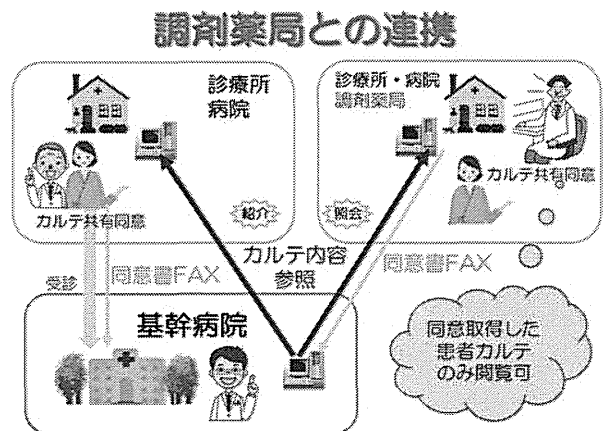 調剤薬局との連携
診療所
病院
カルテ共有同意
紹介
診療所・病院
調剤薬局
カルテ共有同意
照会
カルテ内容
参照
受診
同意書FAX
同意書FAX
基幹病院
同意取得した
患者カルテ
のみ閲覧可